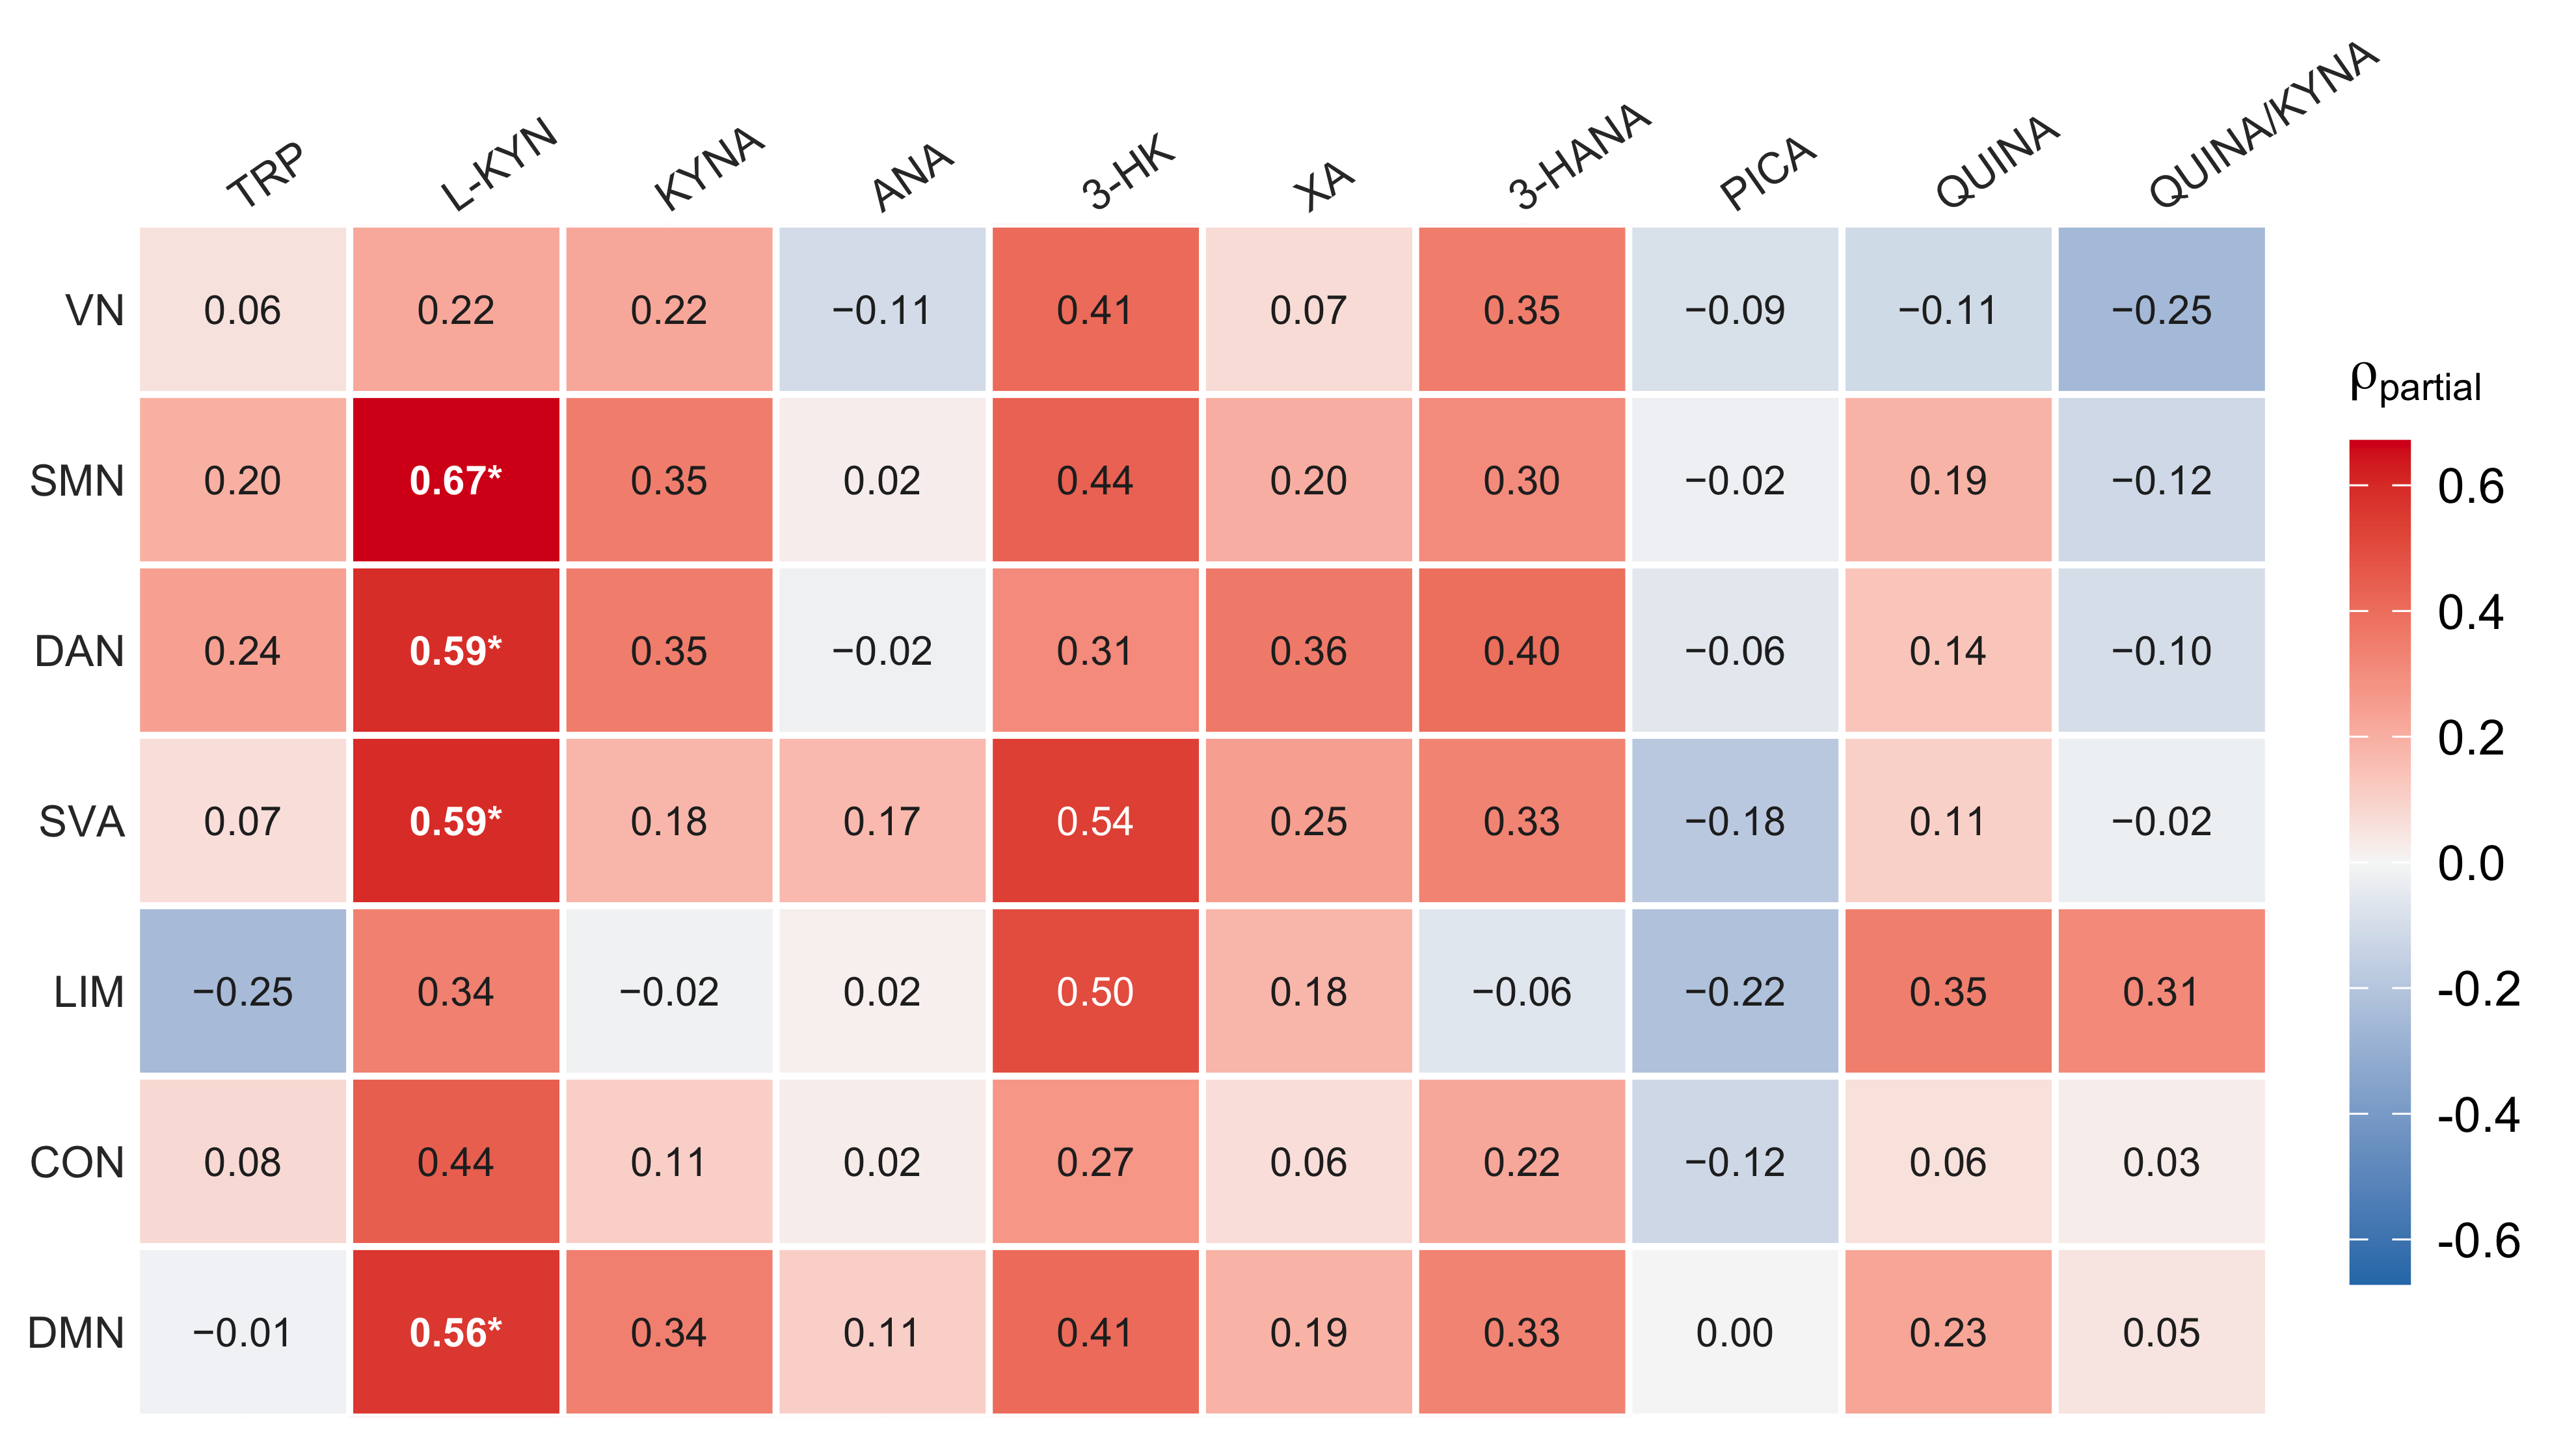 TRP L-KYN KYNA ANA 3-HK XA 3-HANA PICA QUINA QUINA/KYNA
VN 0.06 0.22 0.22 −0.11 0.41 0.07 0.35 −0.09 −0.11 −0.25
SMN 0.20 0.67* 0.35 0.02 0.44 0.20 0.30 −0.02 0.19 −0.12
DAN 0.24 0.59* 0.35 −0.02 0.31 0.36 0.40 −0.06 0.14 −0.10
SVA 0.07 0.59* 0.18 0.17 0.54 0.25 0.33 −0.18 0.11 −0.02
LIM −0.25 0.34 −0.02 0.02 0.50 0.18 −0.06 −0.22 0.35 0.31
CON 0.08 0.44 0.11 0.02 0.27 0.06 0.22 −0.12 0.06 0.03
DMN −0.01 0.56* 0.34 0.11 0.41 0.19 0.33 0.00 0.23 0.05
ρpartial
0.6
0.4
0.2
0.0
-0.2
-0.4
-0.6